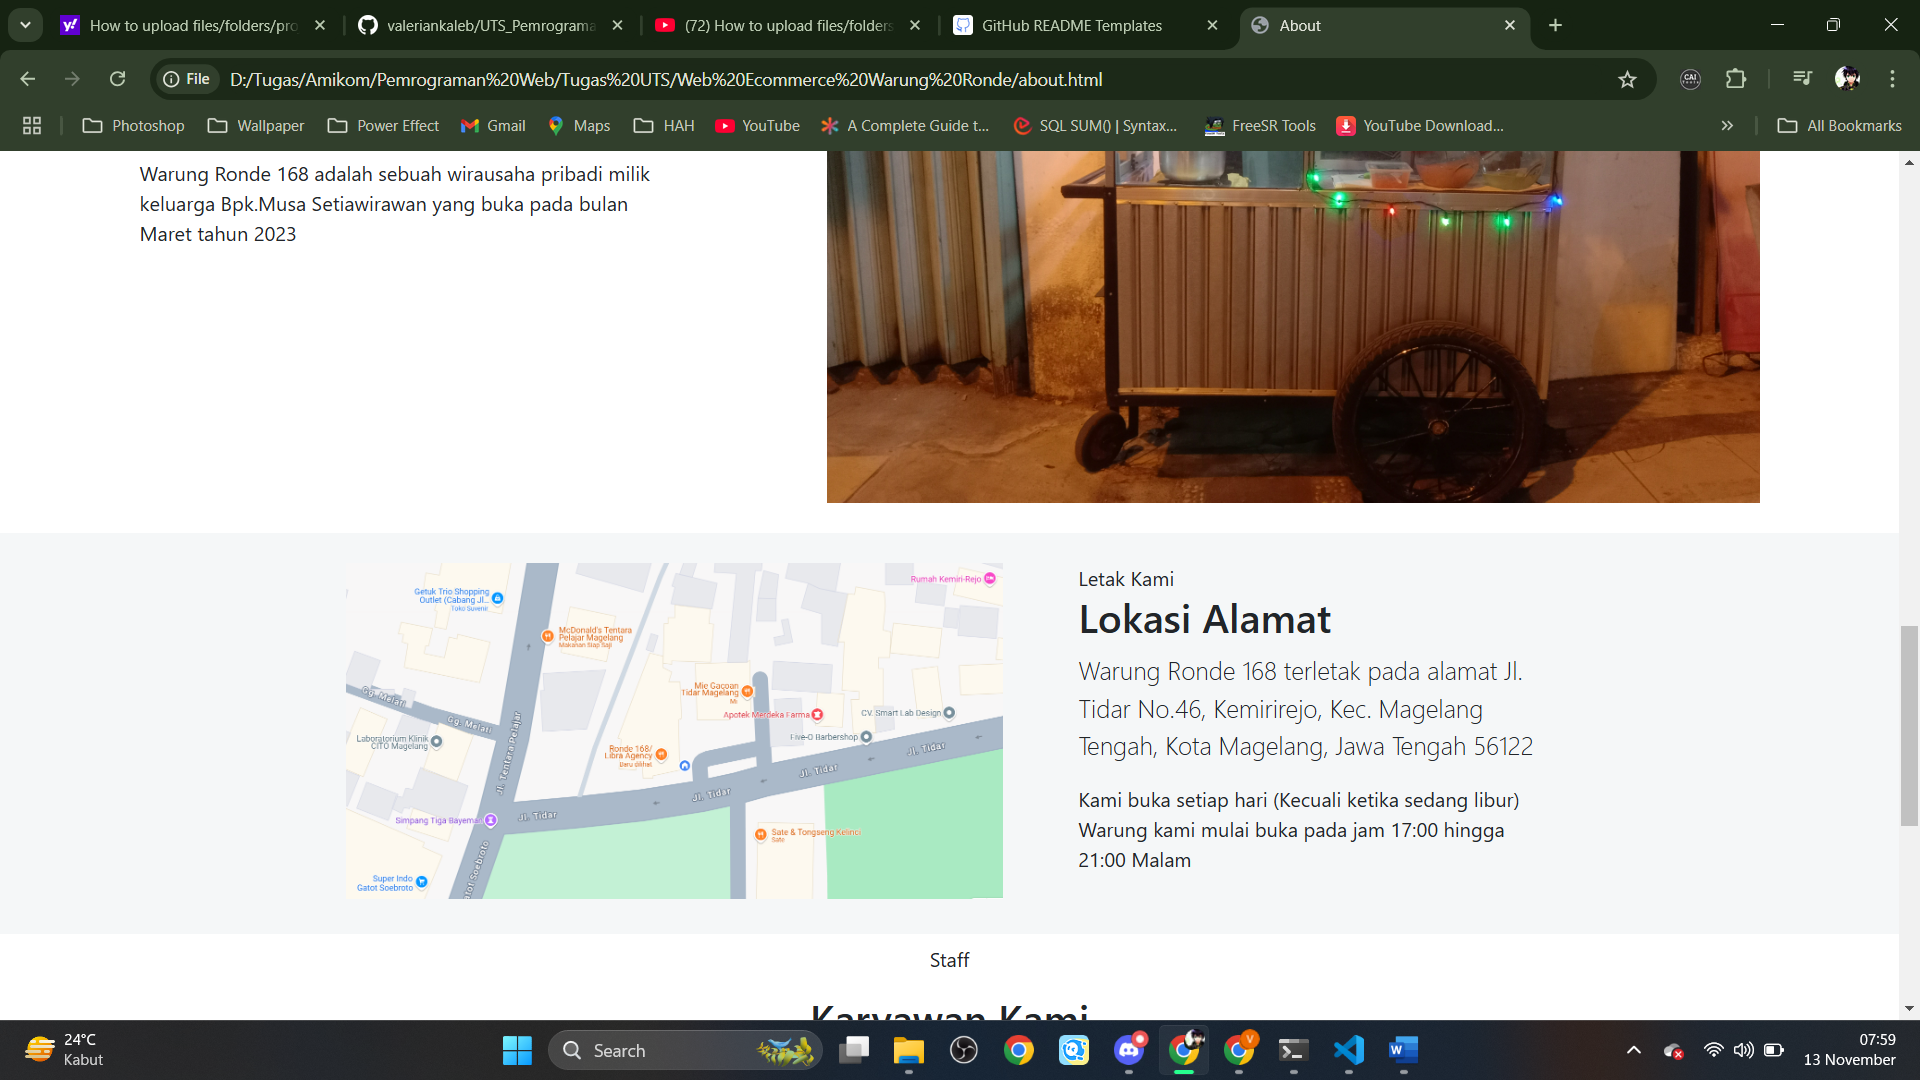 How to upload files/folders/pro
valeriankaleb/UTS_Pemrograma
(72) How to upload files/folders
GitHub README Templates
About
File
D:/Tugas/Amikom/Pemrograman%20Web/Tugas%20UTS/Web%20Ecommerce%20Warung%20Ronde/about.html
CAI
Photoshop
Wallpaper
Power Effect
Gmail
Maps
HAH
YouTube
A Complete Guide t...
SQL SUM() | Syntax...
FreeSR Tools
YouTube Download...
All Bookmarks
Warung Ronde 168 adalah sebuah wirausaha pribadi milik
keluarga Bpk.Musa Setiawirawan yang buka pada bulan
Maret tahun 2023
Rumah Kemiri-Rejo
Getuk Trio Shopping
Outlet (Cabang Jl...
Toko Suvenir
McDonald's Tentara
Pelajar Magelang
Makanan Siap Saji
Mie Gacoan
Tidar Magelang
Mi
Gg. Melati
Gg. Melati
Apotek Merdeka Farma
CV. Smart Lab Design
Laboratorium Klinik
CITO Magelang
Five-O Barbershop
Jl. Tentara Pelajar
Ronde 168/
Libra Agency
Baru dilihat
Jl. Tidar
Jl. Tidar
Jl. Tidar
Jl. Tidar
Simpang Tiga Bayeman
Sate & Tongseng Kelinci
Sate
Super Indo
Gatot Soebroto
atot Soebroto
Letak Kami
Lokasi Alamat
Warung Ronde 168 terletak pada alamat Jl.
Tidar No.46, Kemirirejo, Kec. Magelang
Tengah, Kota Magelang, Jawa Tengah 56122
Kami buka setiap hari (Kecuali ketika sedang libur)
Warung kami mulai buka pada jam 17:00 hingga
21:00 Malam
Staff
Karyawan Kami
24°C
Kabut
Search
V
07:59
13 November